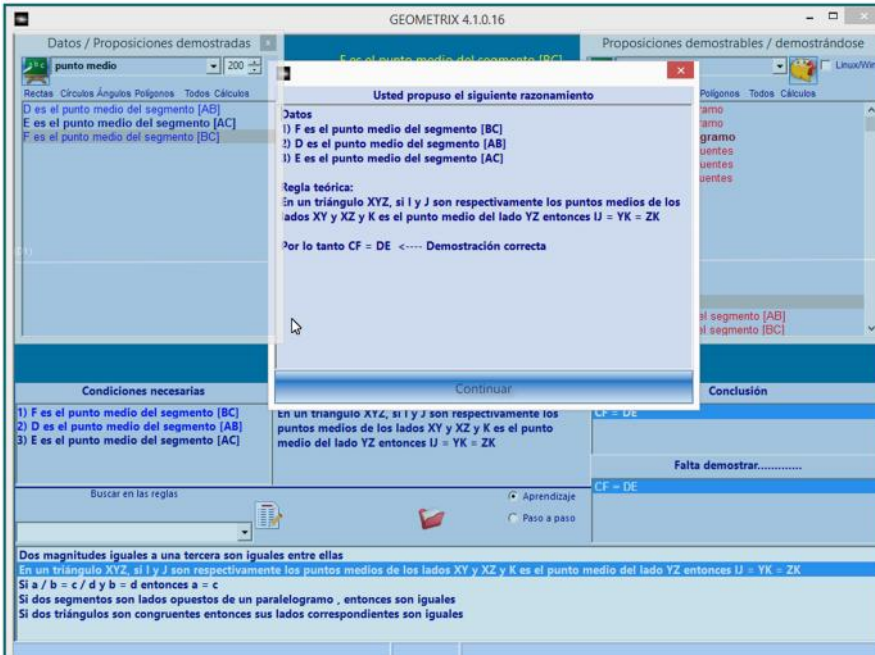 GEOMETRIX 4.1.0.16
Datos / Proposiciones demostradas
punto medio
200
Rectas Círculos Ángulos Polígonos Todos Cálculos
D es el punto medio del segmento [AB]
E es el punto medio del segmento [AC]
F es el punto medio del segmento [BC]
F es el punto medio del segmento [BC]
Proposiciones demostrables / demostrándose
Linux/Win
Polígonos Todos Cálculos
gramo
el segmento [AB]
el segmento [BC]
Usted propuso el siguiente razonamiento
Datos
1) F es el punto medio del segmento [BC]
2) D es el punto medio del segmento [AB]
3) E es el punto medio del segmento [AC]
Regla teórica:
En un triángulo XYZ, si I y J son respectivamente los puntos medios de los
lados XY y XZ y K es el punto medio del lado YZ entonces IJ = YK = ZK
Por lo tanto CF = DE <---- Demostración correcta
Continuar
Condiciones necesarias
1) F es el punto medio del segmento [BC]
2) D es el punto medio del segmento [AB]
3) E es el punto medio del segmento [AC]
En un triángulo XYZ, si I y J son respectivamente los
puntos medios de los lados XY y XZ y K es el punto
medio del lado YZ entonces IJ = YK = ZK
Conclusión
CF = DE
Falta demostrar.............
CF = DE
Buscar en las reglas
Aprendizaje
Paso a paso
Dos magnitudes iguales a una tercera son iguales entre ellas
En un triángulo XYZ, si I y J son respectivamente los puntos medios de los lados XY y XZ y K es el punto medio del lado YZ entonces IJ = YK = ZK
Si a / b = c / d y b = d entonces a = c
Si dos segmentos son lados opuestos de un paralelogramo , entonces son iguales
Si dos triángulos son congruentes entonces sus lados correspondientes son iguales